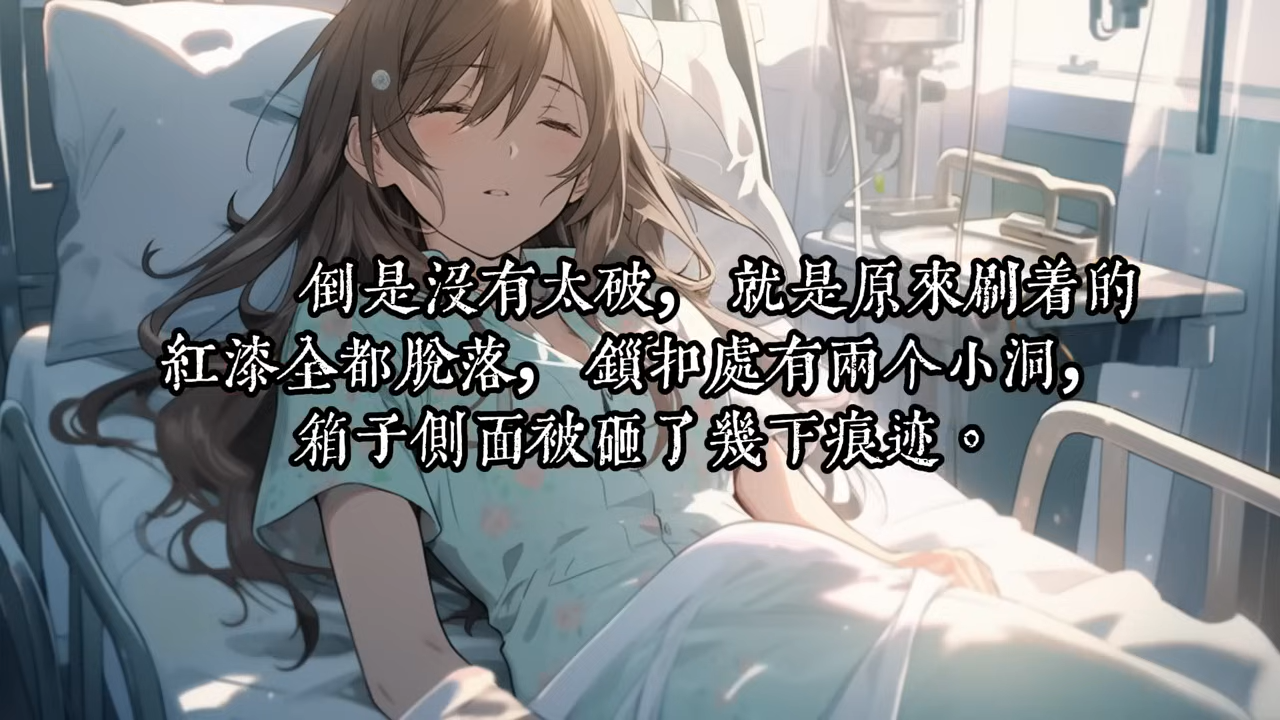 倒是沒有太破，就是原來刷着的
紅漆全都脫落，鎖扣處有兩个小洞，
箱子側面被砸了幾下痕迹。